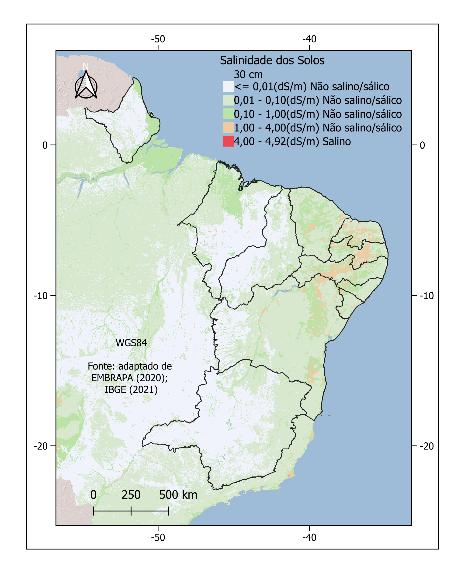 -50
-40
N
Salinidade dos Solos
30 cm
<= 0,01(dS/m) Não salino/sálico
0,01 - 0,10(dS/m) Não salino/sálico
0,10 - 1,00(dS/m) Não salino/sálico
1,00 - 4,00(dS/m) Não salino/sálico
4,00 - 4,92(dS/m) Salino
0
0
-10
-10
WGS84
Fonte: adaptado de
EMBRAPA (2020);
IBGE (2021)
-20
-20
0 250 500 km
-50
-40